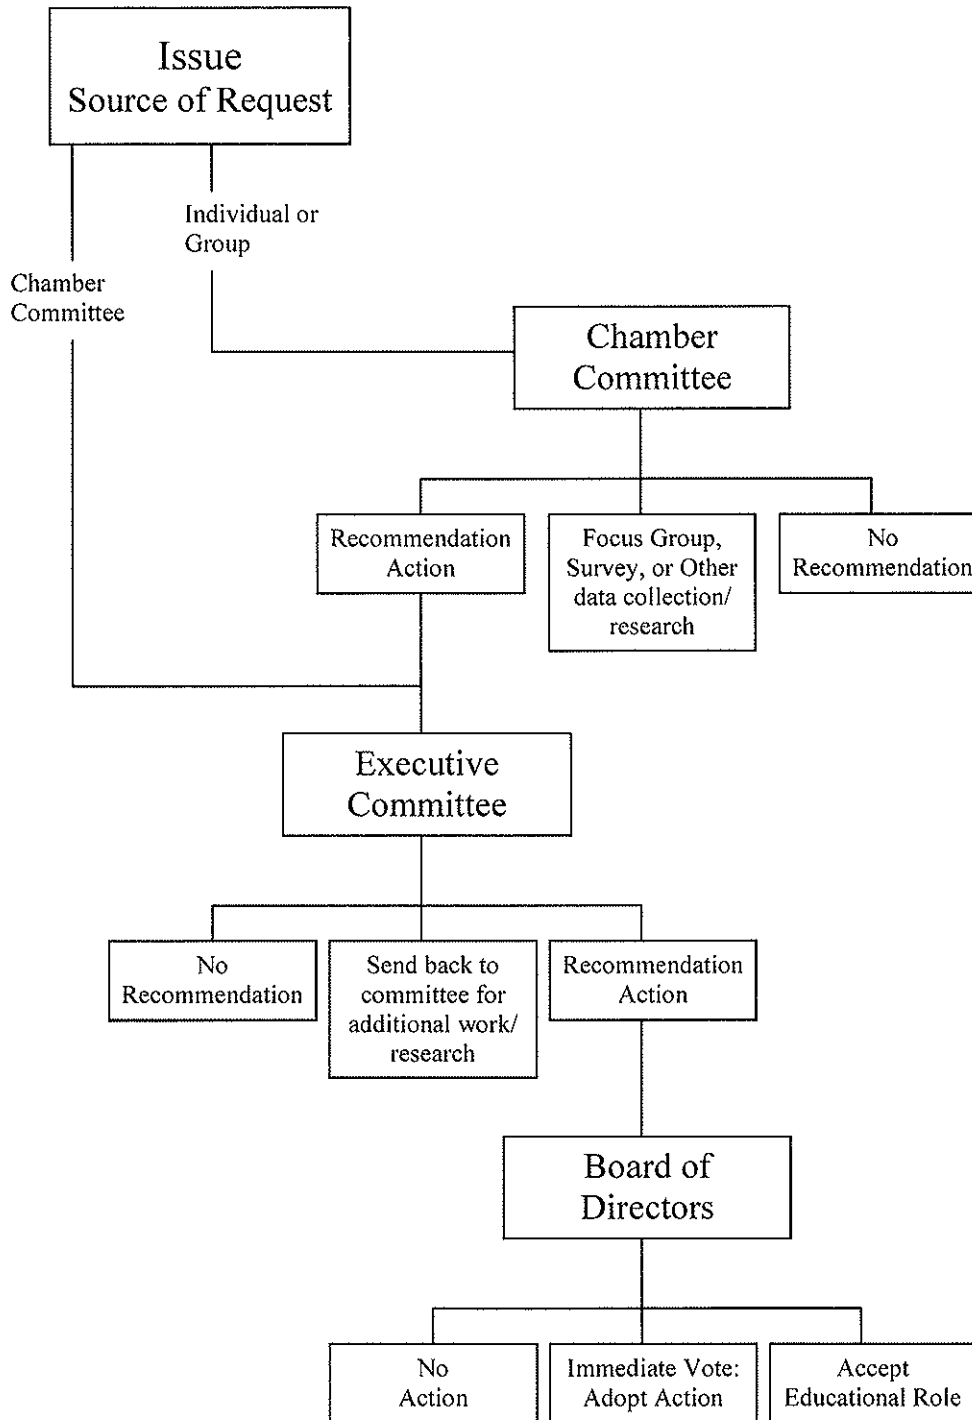 Issue
Source of Request
Individual or
Group
Chamber
Committee
Chamber
Committee
Recommendation
Action
Focus Group,
Survey, or Other
data collection/
research
No
Recommendation
Executive
Committee
No
Recommendation
Send back to
committee for
additional work/
research
Recommendation
Action
Board of
Directors
No
Action
Immediate Vote:
Adopt Action
Accept
Educational Role